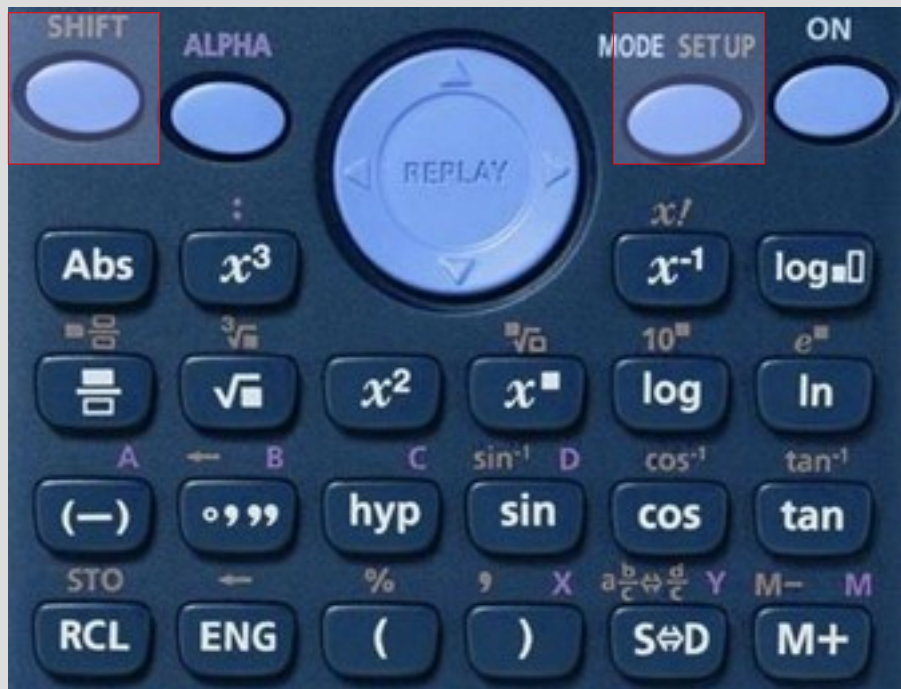 SHIFT ALPHA MODE SETUP ON
REPLAY
: x!
Abs x³ x⁻¹ log■□
■ ³√■ ■√□ 10■ e■
√■ x² x■ log ln
A ← B C sin⁻¹ D cos⁻¹ tan⁻¹
(—) °,,, hyp sin cos tan
STO ← % , X a b/c⇔d/c Y M− M
RCL ENG ( ) S⇔D M+